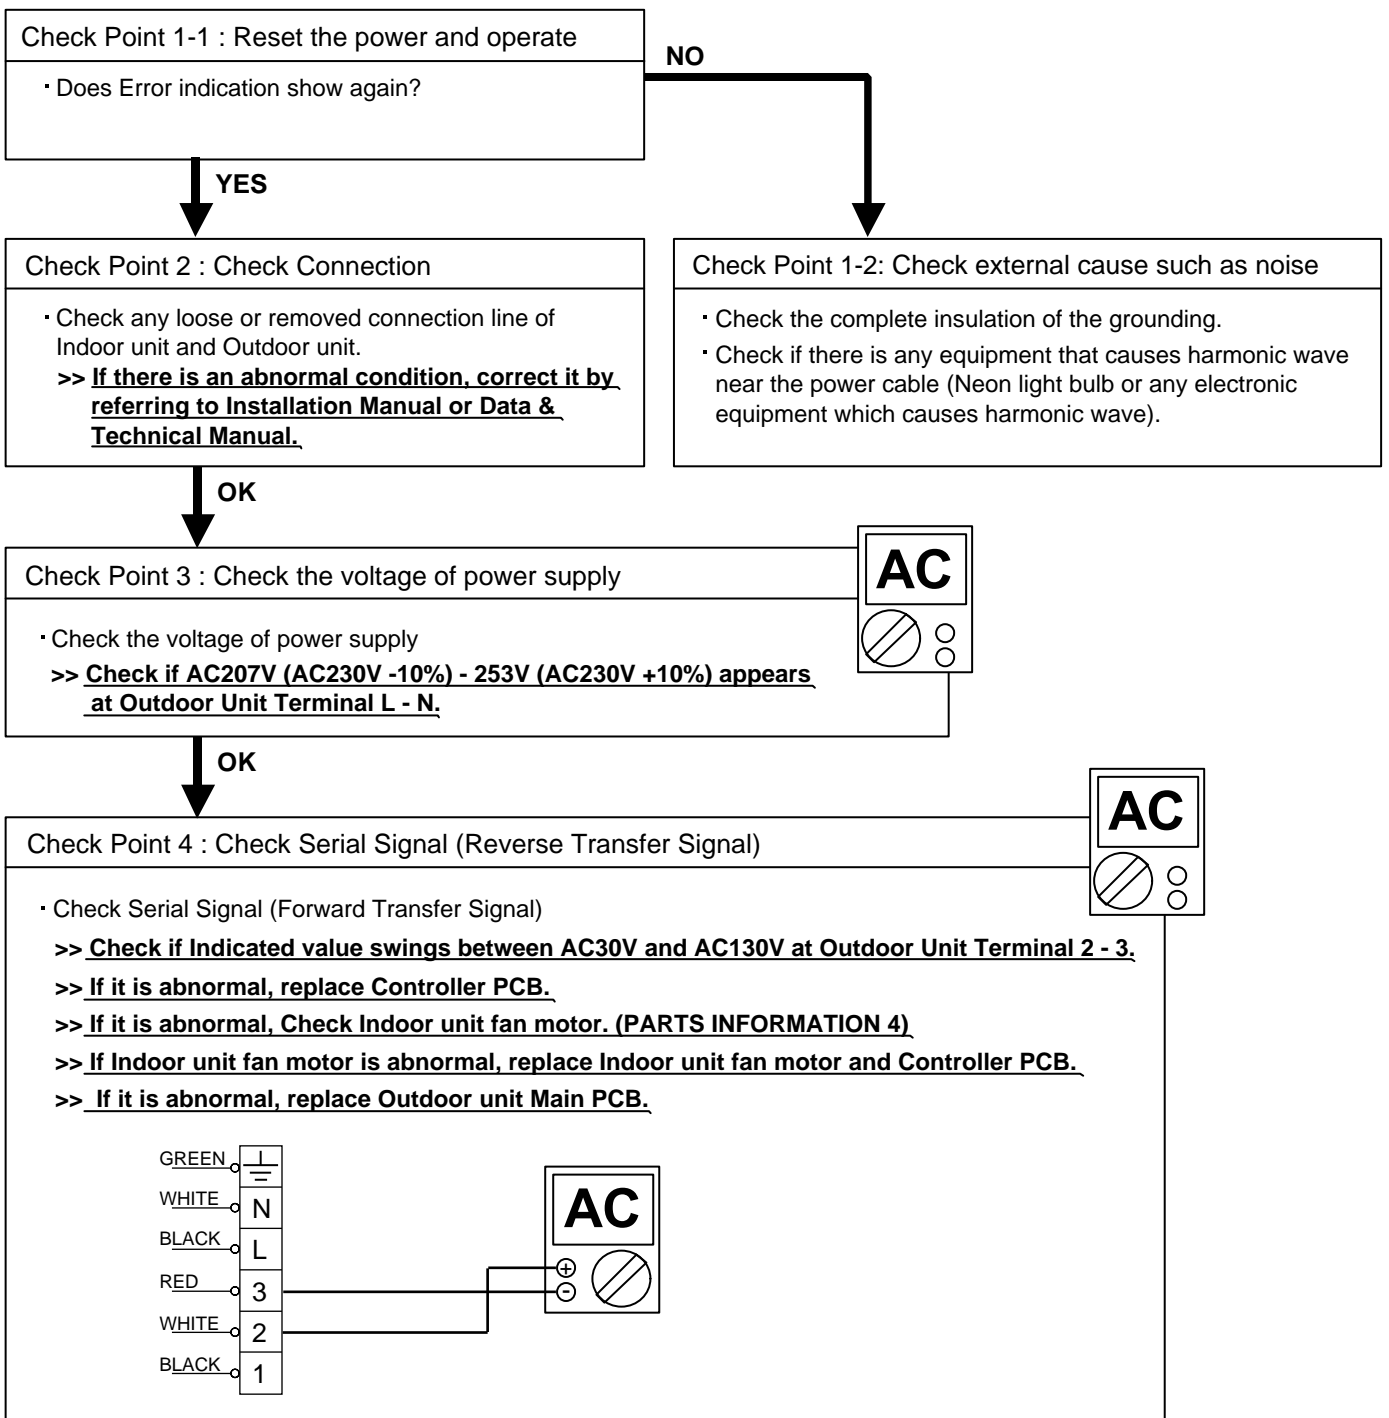 Check Point 1-1 : Reset the power and operate
· Does Error indication show again?
NO
YES
Check Point 2 : Check Connection
· Check any loose or removed connection line of
Indoor unit and Outdoor unit.
>> If there is an abnormal condition, correct it by
referring to Installation Manual or Data &
Technical Manual.
Check Point 1-2: Check external cause such as noise
· Check the complete insulation of the grounding.
· Check if there is any equipment that causes harmonic wave
near the power cable (Neon light bulb or any electronic
equipment which causes harmonic wave).
OK
Check Point 3 : Check the voltage of power supply
AC
· Check the voltage of power supply
>> Check if AC207V (AC230V -10%) - 253V (AC230V +10%) appears
at Outdoor Unit Terminal L - N.
OK
Check Point 4 : Check Serial Signal (Reverse Transfer Signal)
AC
· Check Serial Signal (Forward Transfer Signal)
>> Check if Indicated value swings between AC30V and AC130V at Outdoor Unit Terminal 2 - 3.
>> If it is abnormal, replace Controller PCB.
>> If it is abnormal, Check Indoor unit fan motor. (PARTS INFORMATION 4)
>> If Indoor unit fan motor is abnormal, replace Indoor unit fan motor and Controller PCB.
>> If it is abnormal, replace Outdoor unit Main PCB.
GREEN
WHITE N
BLACK L
RED 3
WHITE 2
BLACK 1
AC
+
-